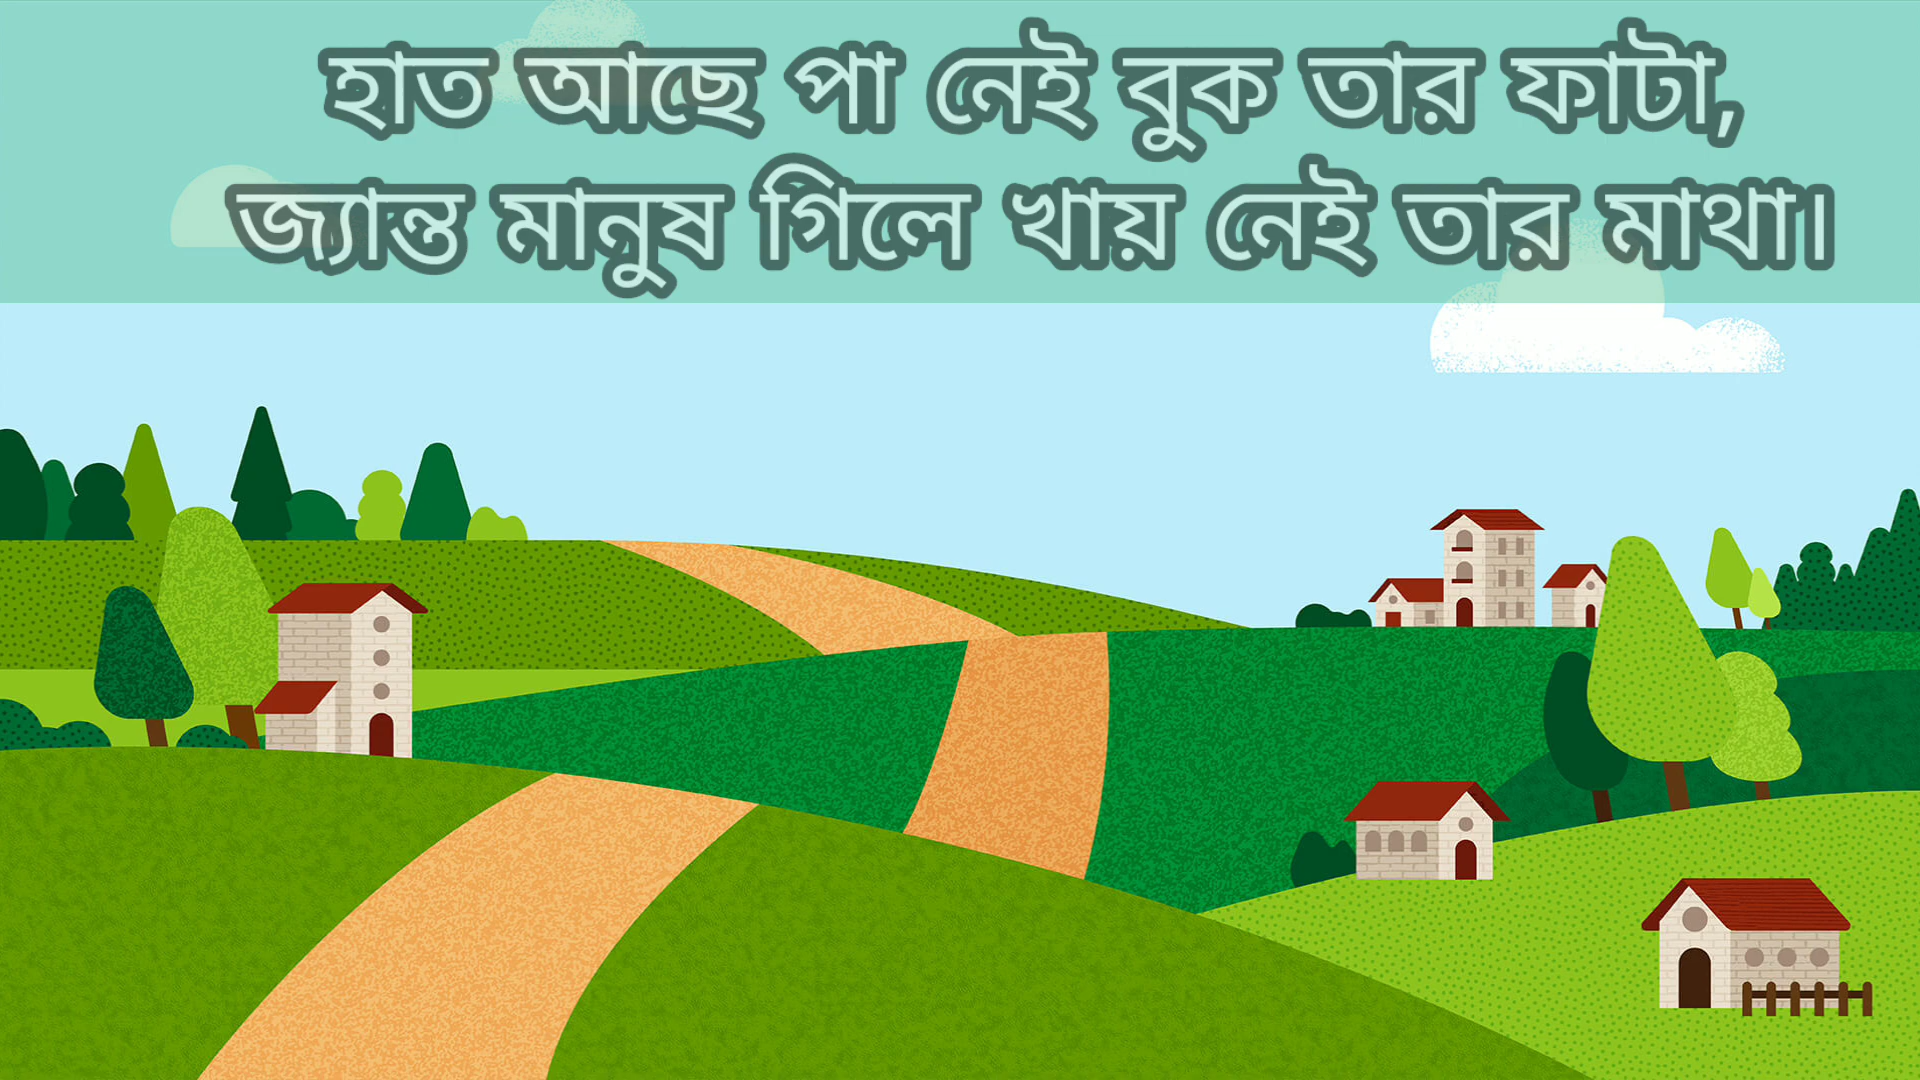 হাত আছে পা নেই বুক তার ফাটা,
জ্যান্ত মানুষ গিলে খায় নেই তার মাথা।